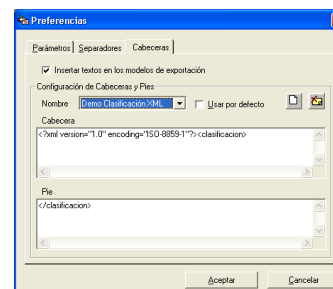 Preferencias
Parámetros Separadores Cabeceras
Insertar textos en los modelos de exportación
Configuración de Cabeceras y Pies
Nombre Demo Clasificación XML Usar por defecto
Cabecera
<?xml version="1.0" encoding="ISO-8859-1"?><clasificacion>
Pie
</clasificacion>
Aceptar Cancelar